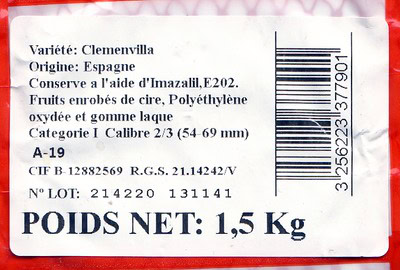 Variété: Clemenvilla
Origine: Espagne
Conserve a l'aide d'Imazalil,E202.
Fruits enrobés de cire, Polyéthylène
oxydée et gomme laque
Categorie I Calibre 2/3 (54-69 mm)
A-19
CIF B-12882569 R.G.S. 21.14242/V
Nº LOT: 214220 131141
POIDS NET: 1,5 Kg
3 256223 377901